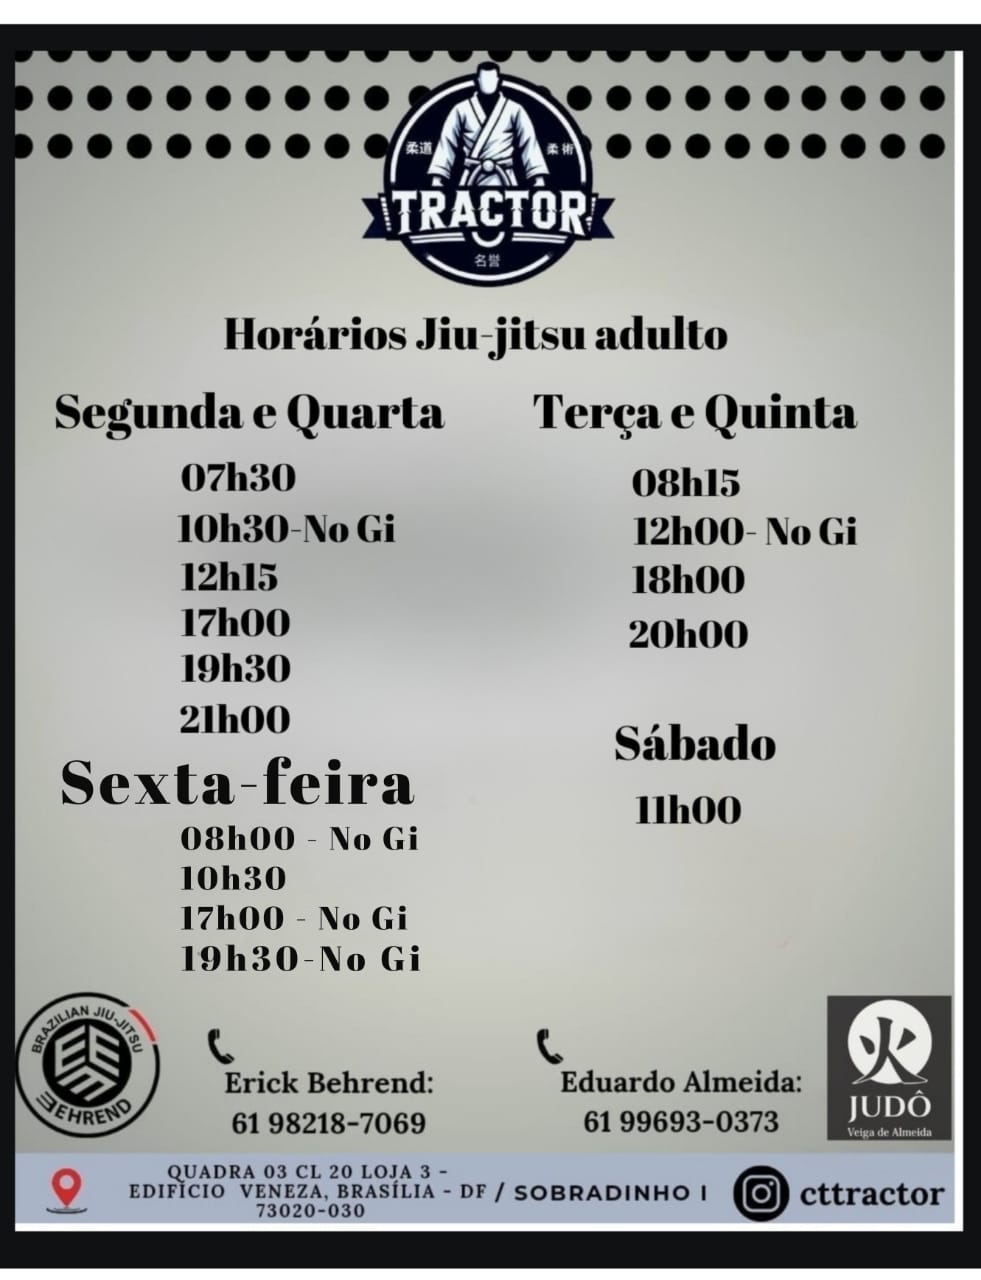 柔道 柔術
TRACTOR
名誉
Horários Jiu-jitsu adulto
Segunda e Quarta
07h30
10h30-No Gi
12h15
17h00
19h30
21h00
Terça e Quinta
08h15
12h00- No Gi
18h00
20h00
Sexta-feira
08h00 - No Gi
10h30
17h00 - No Gi
19h30-No Gi
Sábado
11h00
BRAZILIAN JIU-JITSU
BEHREND
Erick Behrend:
61 98218-7069
Eduardo Almeida:
61 99693-0373
火
JUDÔ
Veiga de Almeida
QUADRA 03 CL 20 LOJA 3 -
EDIFÍCIO VENEZA, BRASÍLIA - DF / SOBRADINHO I
73020-030
cttractor